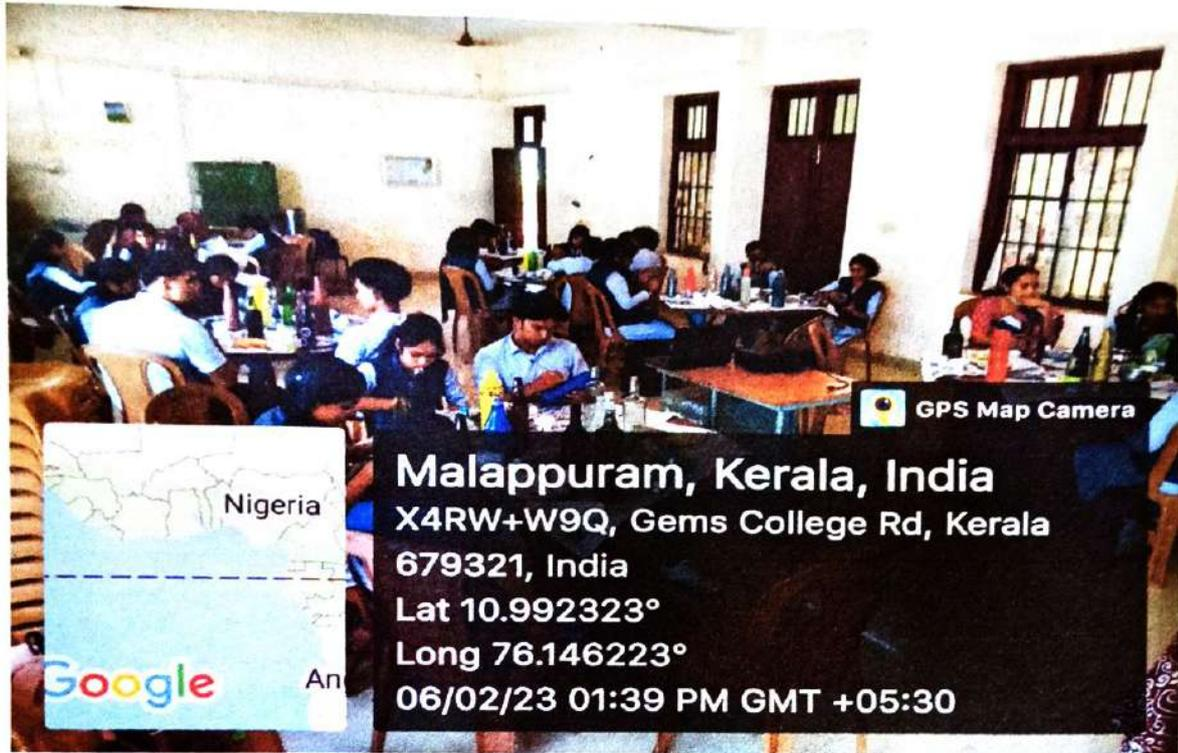 GPS Map Camera
Malappuram, Kerala, India
X4RW+W9Q, Gems College Rd, Kerala
679321, India
Lat 10.992323°
Long 76.146223°
06/02/23 01:39 PM GMT +05:30
Nigeria
An
Google